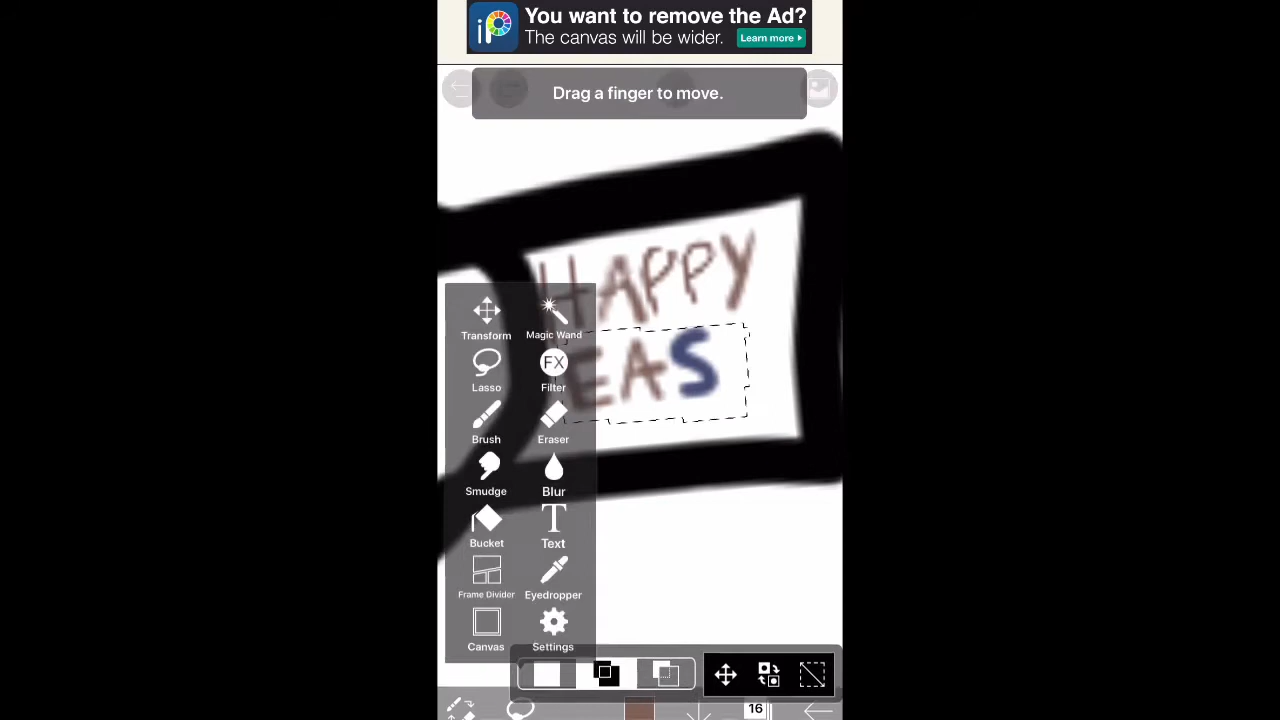 You want to remove the Ad?
The canvas will be wider.
Learn more
Drag a finger to move.
HAPPY
EAS
Transform
Magic Wand
Lasso
FX
Filter
Brush
Eraser
Smudge
Blur
Bucket
T
Text
Frame Divider
Eyedropper
Canvas
Settings
16